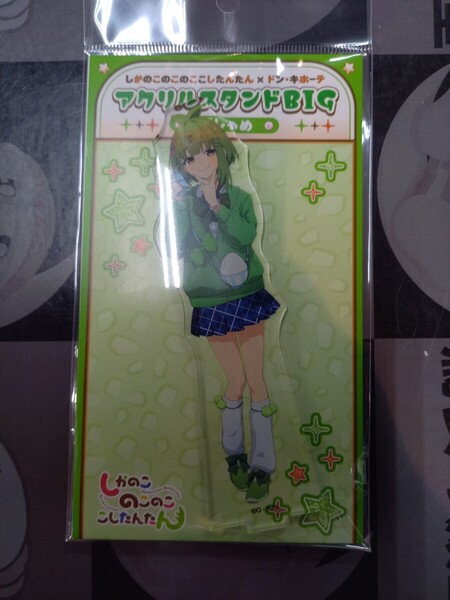 しかのこのこのここしたんたん × ドン・キホーテ
アクリルスタンドBIG
しかのこ
のこのこ
こしたんたん